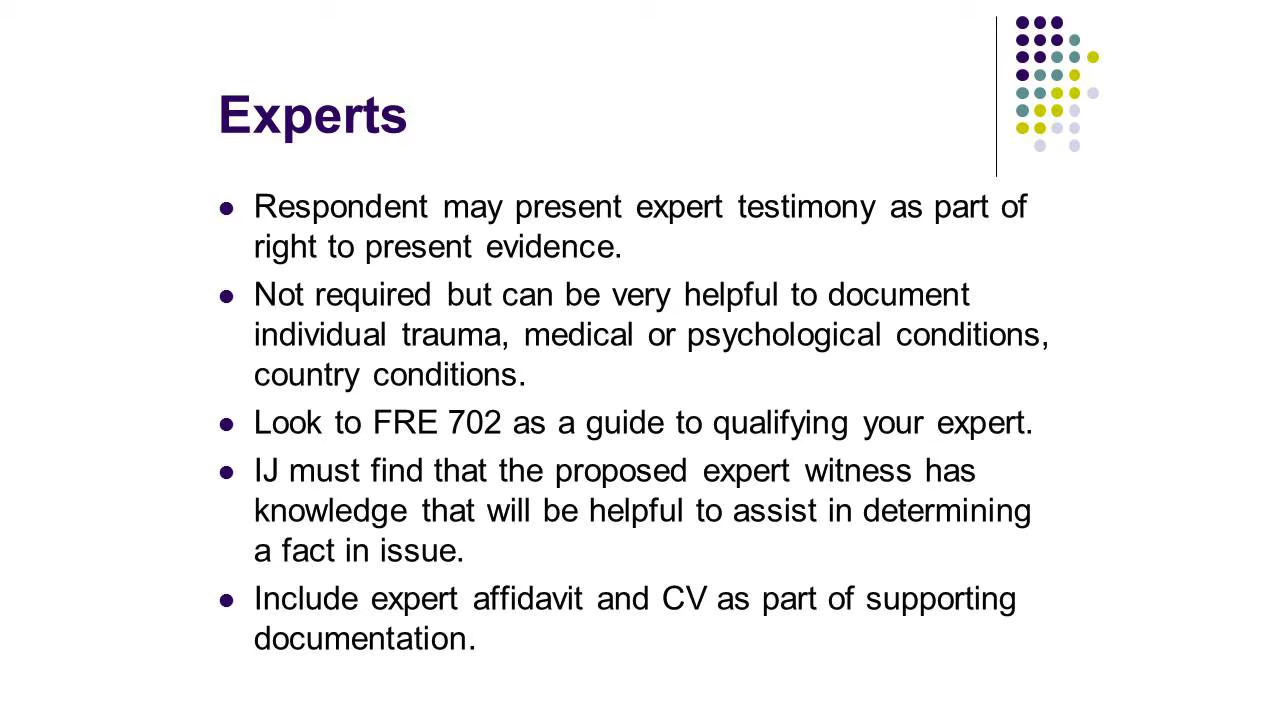 Experts
Respondent may present expert testimony as part of
right to present evidence.
Not required but can be very helpful to document
individual trauma, medical or psychological conditions,
country conditions.
Look to FRE 702 as a guide to qualifying your expert.
IJ must find that the proposed expert witness has
knowledge that will be helpful to assist in determining
a fact in issue.
Include expert affidavit and CV as part of supporting
documentation.